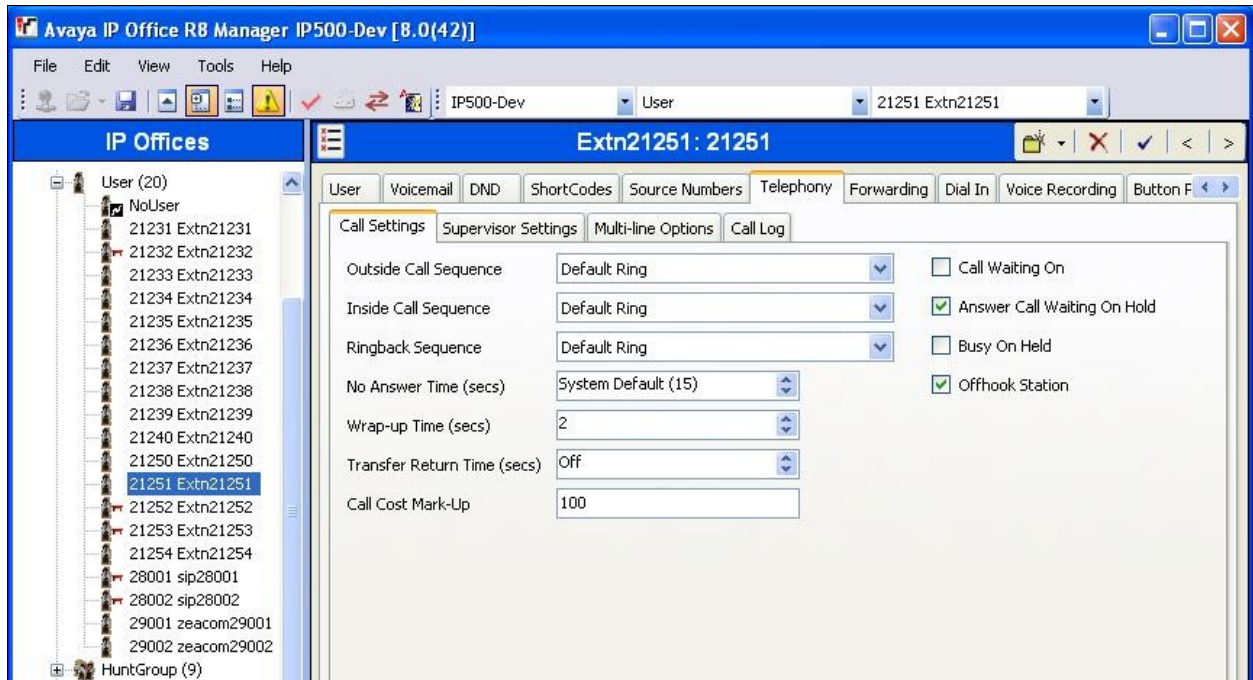 Avaya IP Office R8 Manager IP500-Dev [8.0(42)]
File Edit View Tools Help
IP500-Dev User 21251 Extn21251
IP Offices
User (20)
NoUser
21231 Extn21231
21232 Extn21232
21233 Extn21233
21234 Extn21234
21235 Extn21235
21236 Extn21236
21237 Extn21237
21238 Extn21238
21239 Extn21239
21240 Extn21240
21250 Extn21250
21251 Extn21251
21252 Extn21252
21253 Extn21253
21254 Extn21254
28001 sip28001
28002 sip28002
29001 zeacom29001
29002 zeacom29002
HuntGroup (9)
Extn21251: 21251
User Voicemail DND ShortCodes Source Numbers Telephony Forwarding Dial In Voice Recording Button
Call Settings Supervisor Settings Multi-line Options Call Log
Outside Call Sequence Default Ring
Inside Call Sequence Default Ring
Ringback Sequence Default Ring
No Answer Time (secs) System Default (15)
Wrap-up Time (secs) 2
Transfer Return Time (secs) Off
Call Cost Mark-Up 100
Call Waiting On
Answer Call Waiting On Hold
Busy On Held
Offhook Station